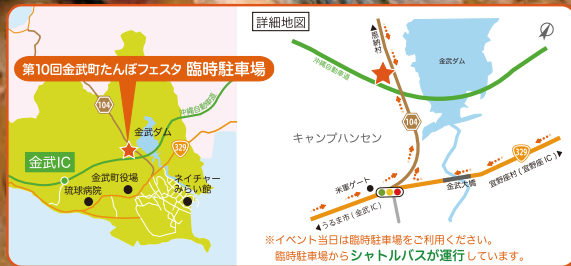 第10回金武町たんぼフェスタ 臨時駐車場
104
沖縄自動車道
金武ダム
329
金武IC
金武町役場
琉球病院
ネイチャー
みらい館
詳細地図
▲恩納村
沖縄自動車道
金武ダム
104
キャンプハンセン
329
米軍ゲート
金武大橋
宜野座村(宜野座IC)▶
◀うるま市(金武IC)
※イベント当日は臨時駐車場をご利用ください。
臨時駐車場からシャトルバスが運行しています。